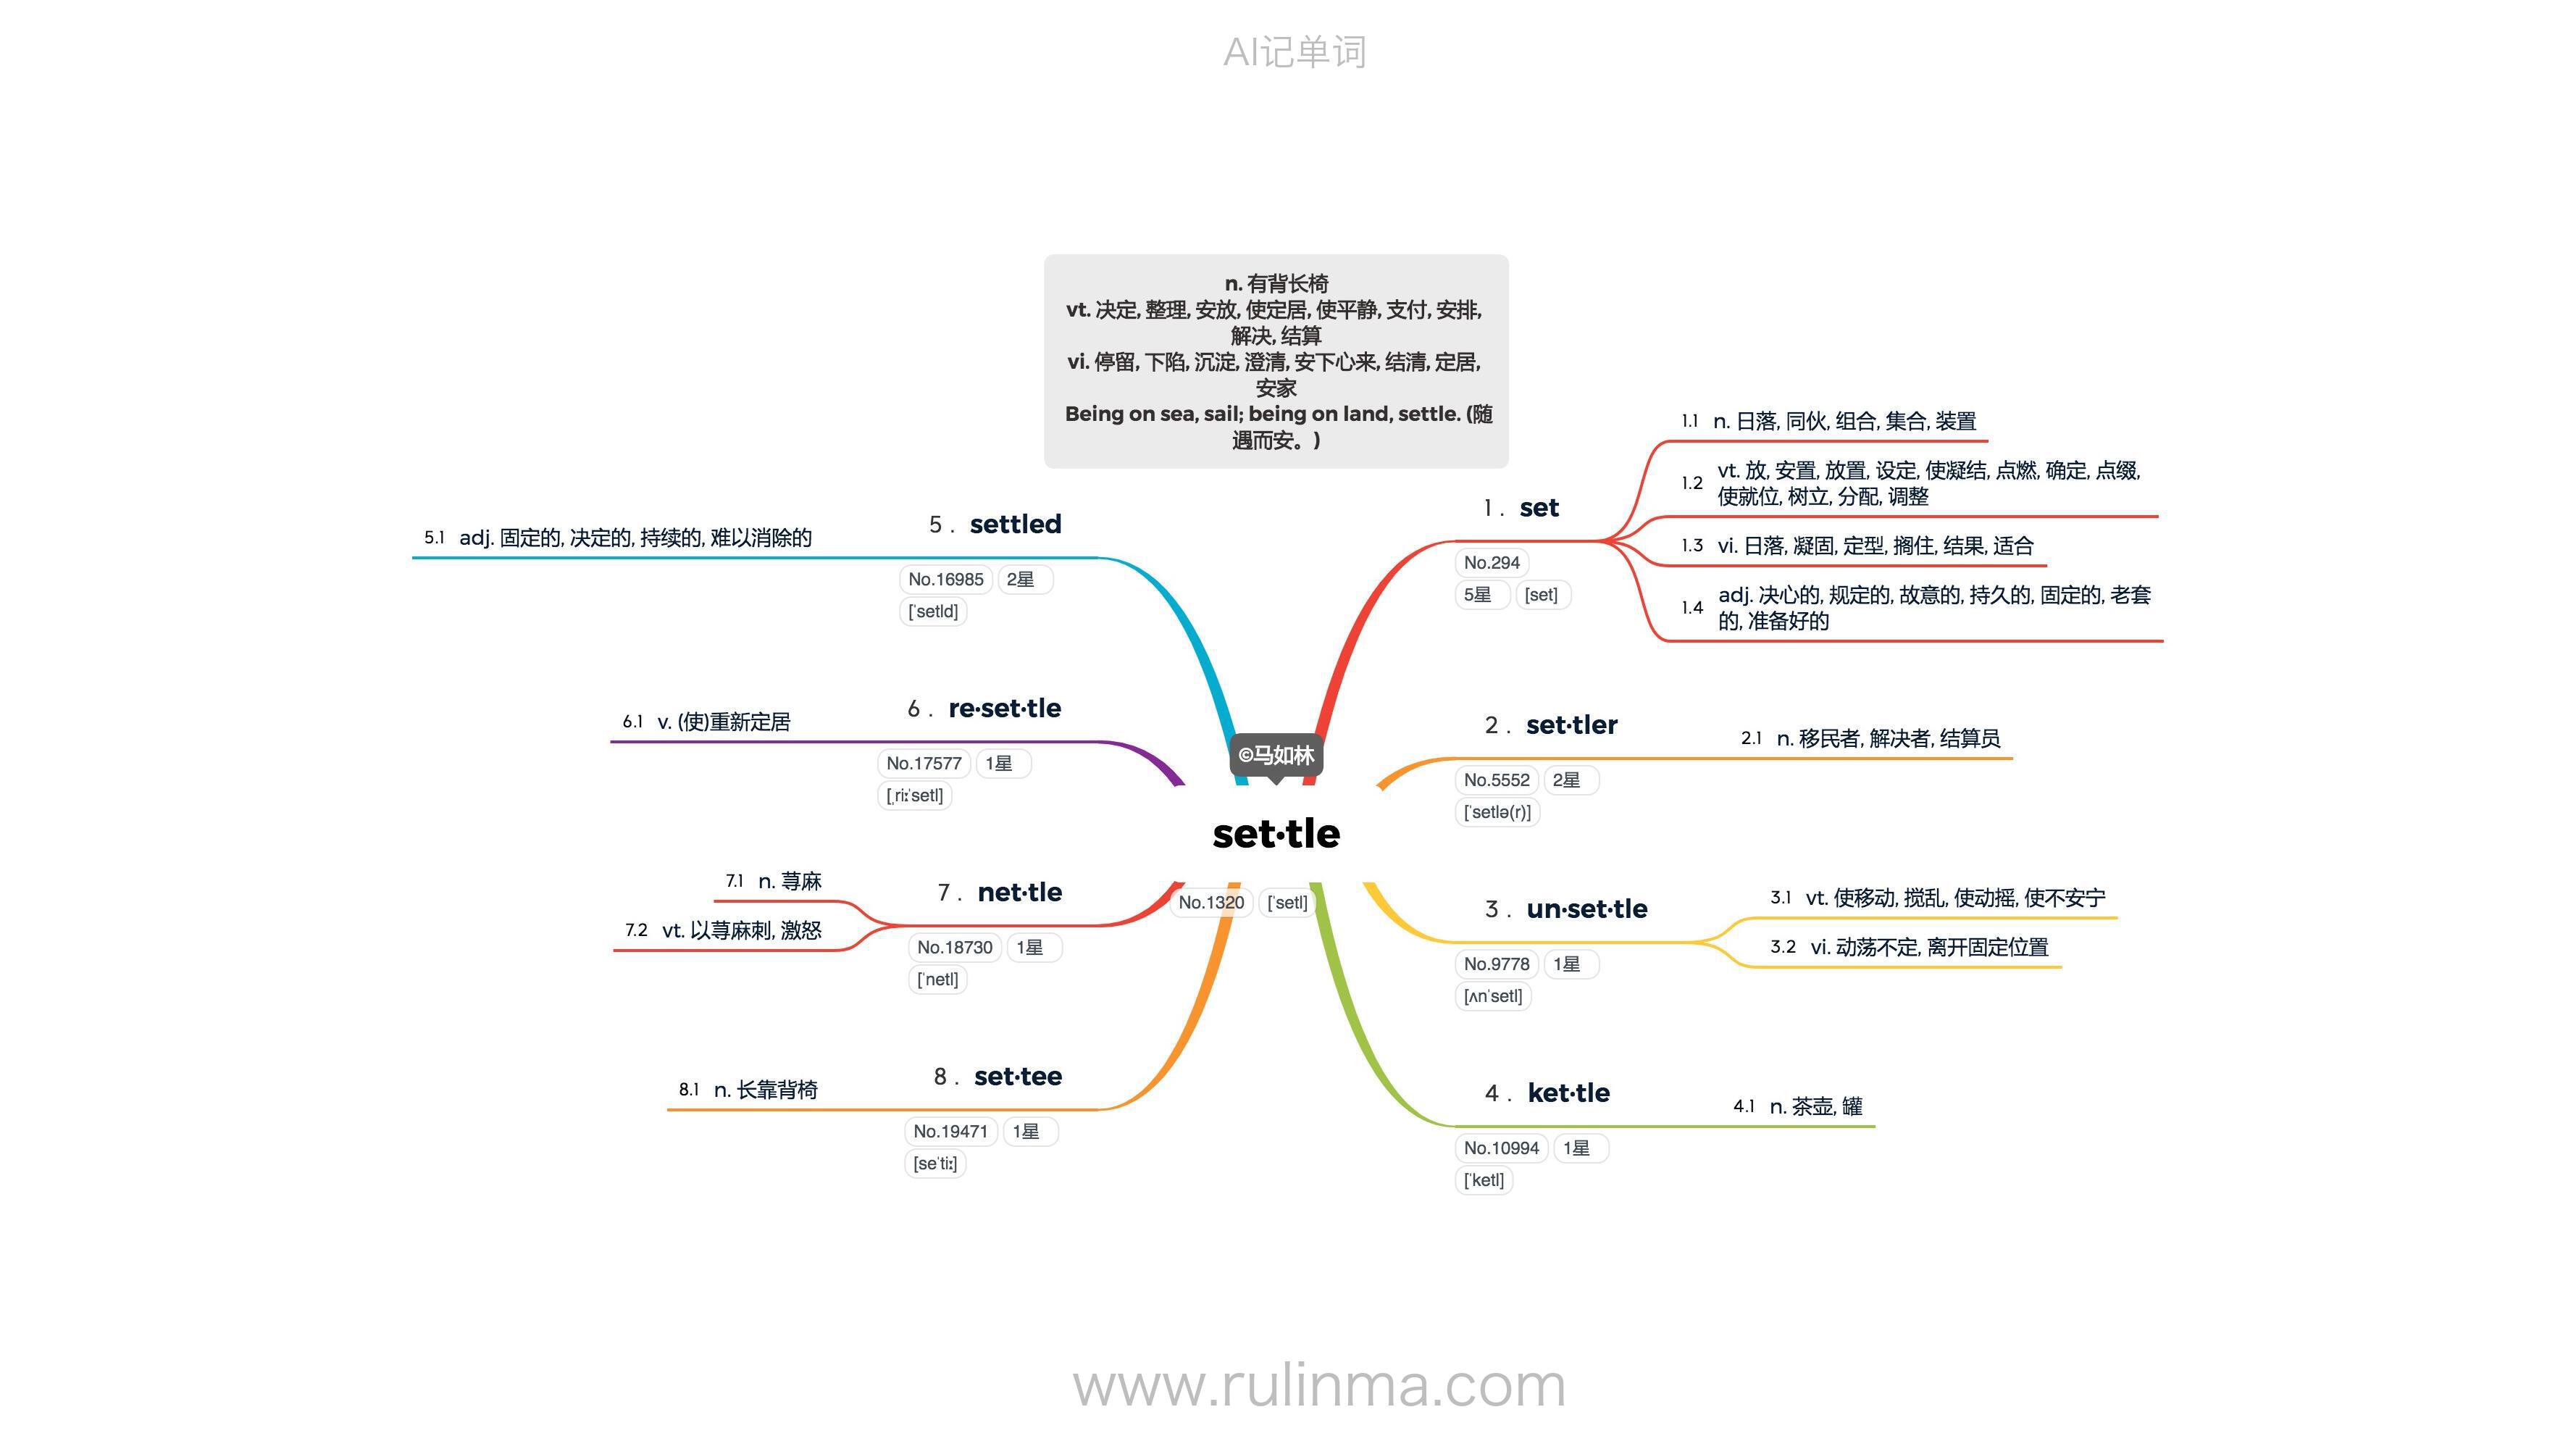 AI记单词
n. 有背长椅
vt. 决定, 整理, 安放, 使定居, 使平静, 支付, 安排,
解决, 结算
vi. 停留, 下陷, 沉淀, 澄清, 安下心来, 结清, 定居,
安家
Being on sea, sail; being on land, settle. (随
遇而安。)
©马如林
set·tle
No.1320 [ˈsetl]
1 . set
No.294
5星 [set]
1.1 n. 日落, 同伙, 组合, 集合, 装置
1.2 vt. 放, 安置, 放置, 设定, 使凝结, 点燃, 确定, 点缀,
使就位, 树立, 分配, 调整
1.3 vi. 日落, 凝固, 定型, 搁住, 结果, 适合
1.4 adj. 决心的, 规定的, 故意的, 持久的, 固定的, 老套
的, 准备好的
2 . set·tler
No.5552 2星
[ˈsetlə(r)]
2.1 n. 移民者, 解决者, 结算员
3 . un·set·tle
No.9778 1星
[ʌnˈsetl]
3.1 vt. 使移动, 搅乱, 使动摇, 使不安宁
3.2 vi. 动荡不定, 离开固定位置
4 . ket·tle
No.10994 1星
[ˈketl]
4.1 n. 茶壶, 罐
5 . settled
No.16985 2星
[ˈsetld]
5.1 adj. 固定的, 决定的, 持续的, 难以消除的
6 . re·set·tle
No.17577 1星
[ˌriːˈsetl]
6.1 v. (使)重新定居
7 . net·tle
No.18730 1星
[ˈnetl]
7.1 n. 荨麻
7.2 vt. 以荨麻刺, 激怒
8 . set·tee
No.19471 1星
[seˈtiː]
8.1 n. 长靠背椅
www.rulinma.com